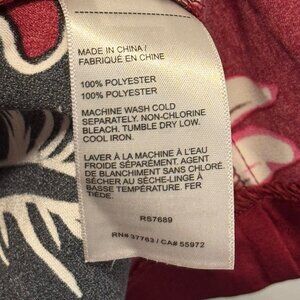 MADE IN CHINA /
FABRIQUÉ EN CHINE
100% POLYESTER
100% POLYESTER
MACHINE WASH COLD
SEPARATELY. NON-CHLORINE
BLEACH. TUMBLE DRY LOW.
COOL IRON.
LAVER À LA MACHINE À L'EAU
FROIDE SÉPARÉMENT. AGENT
DE BLANCHIMENT SANS CHLORE.
SÉCHER AU SÈCHE-LINGE À
BASSE TEMPÉRATURE. FER
TIÈDE.
RS7689
RN# 37763 / CA# 55972